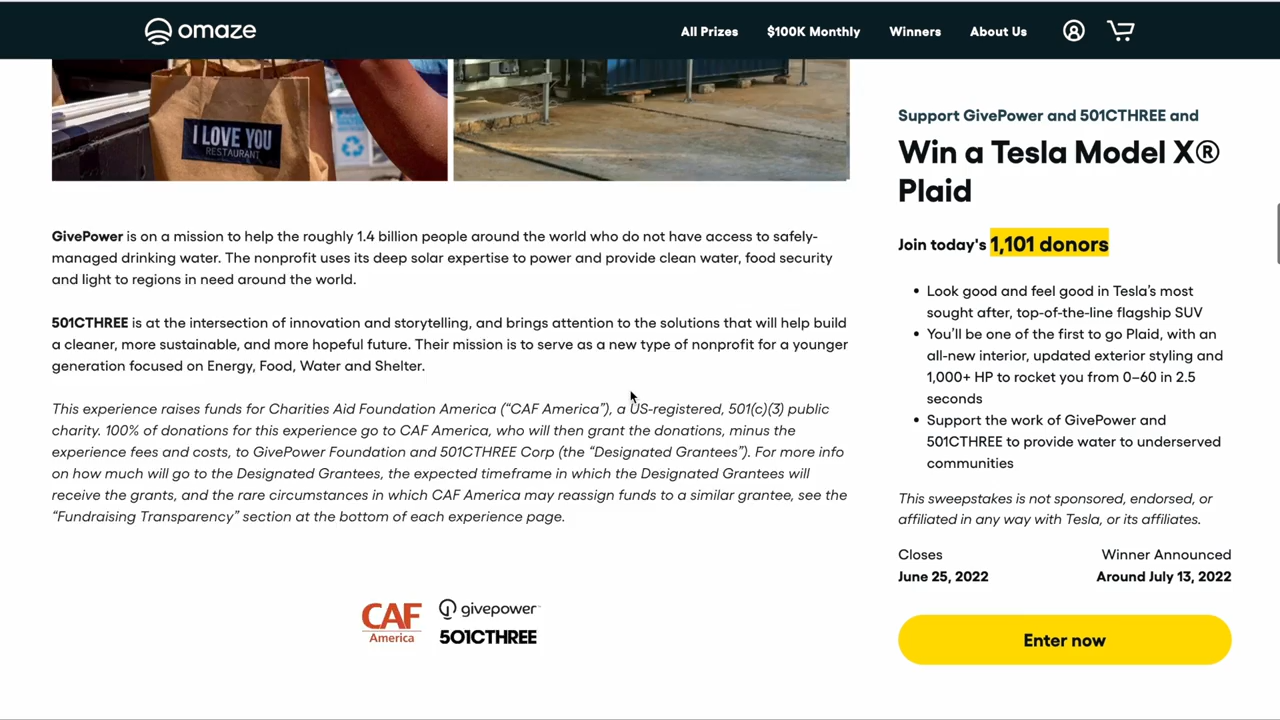 omaze
All Prizes
$100K Monthly
Winners
About Us
I LOVE YOU
RESTAURANT
GivePower is on a mission to help the roughly 1.4 billion people around the world who do not have access to safely-
managed drinking water. The nonprofit uses its deep solar expertise to power and provide clean water, food security
and light to regions in need around the world.
501CTHREE is at the intersection of innovation and storytelling, and brings attention to the solutions that will help build
a cleaner, more sustainable, and more hopeful future. Their mission is to serve as a new type of nonprofit for a younger
generation focused on Energy, Food, Water and Shelter.
This experience raises funds for Charities Aid Foundation America (“CAF America”), a US-registered, 501(c)(3) public
charity. 100% of donations for this experience go to CAF America, who will then grant the donations, minus the
experience fees and costs, to GivePower Foundation and 501CTHREE Corp (the “Designated Grantees”). For more info
on how much will go to the Designated Grantees, the expected timeframe in which the Designated Grantees will
receive the grants, and the rare circumstances in which CAF America may reassign funds to a similar grantee, see the
“Fundraising Transparency” section at the bottom of each experience page.
CAF
America
givepower
501CTHREE
Support GivePower and 501CTHREE and
Win a Tesla Model X®
Plaid
Join today's 1,101 donors
• Look good and feel good in Tesla’s most
sought after, top-of-the-line flagship SUV
• You’ll be one of the first to go Plaid, with an
all-new interior, updated exterior styling and
1,000+ HP to rocket you from 0–60 in 2.5
seconds
• Support the work of GivePower and
501CTHREE to provide water to underserved
communities
This sweepstakes is not sponsored, endorsed, or
affiliated in any way with Tesla, or its affiliates.
Closes
June 25, 2022
Winner Announced
Around July 13, 2022
Enter now